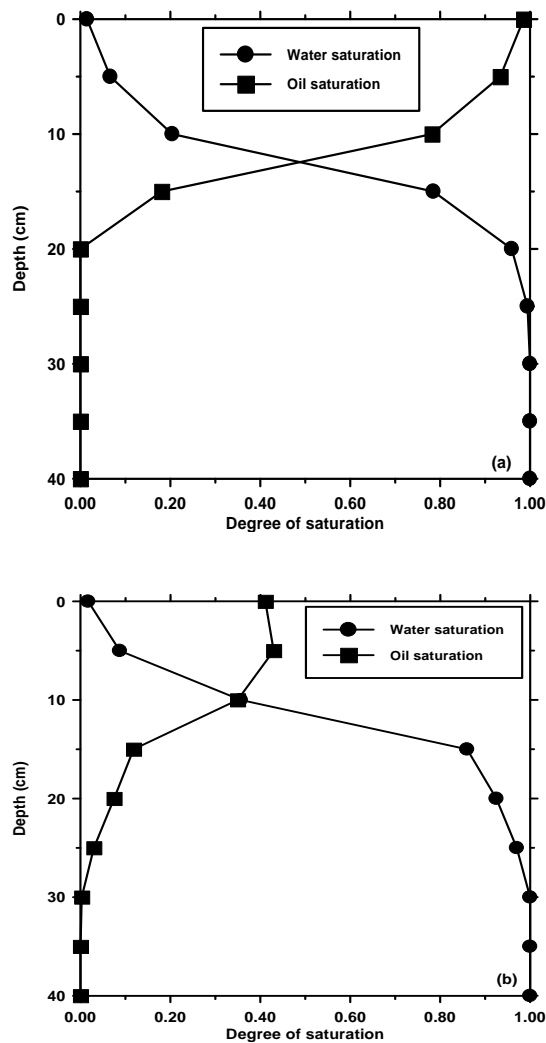 0
Water saturation
Oil saturation
10
Depth (cm)
20
30
(a)
40
0.00 0.20 0.40 0.60 0.80 1.00
Degree of saturation
0
Water saturation
Oil saturation
10
Depth (cm)
20
30
(b)
40
0.00 0.20 0.40 0.60 0.80 1.00
Degree of saturation